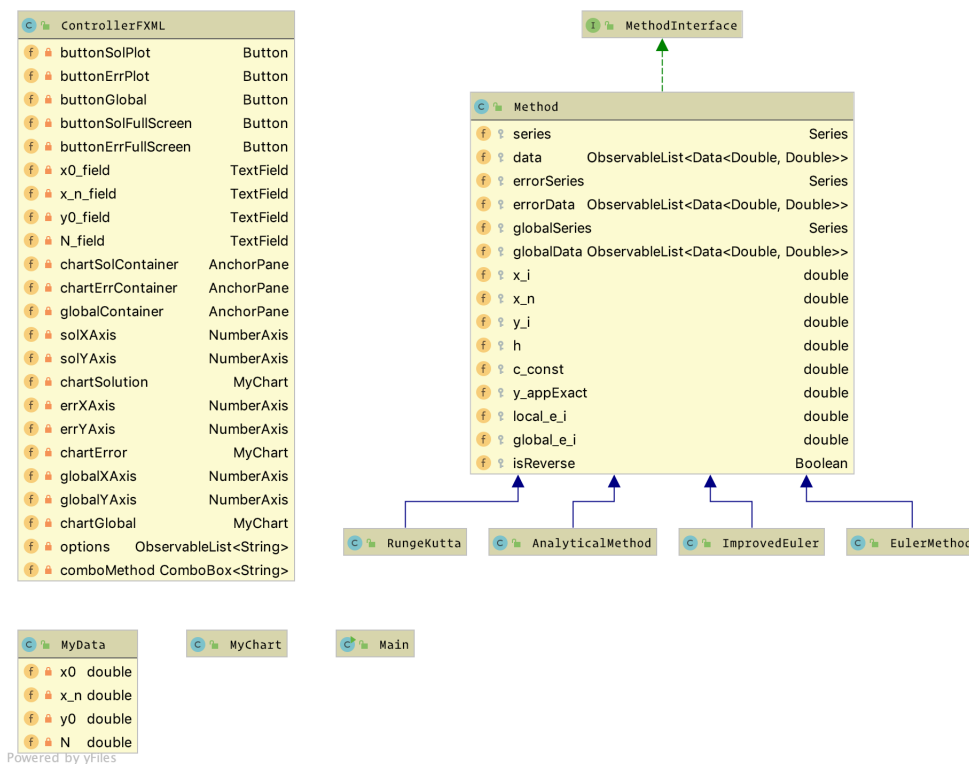 ControllerFXML
buttonSolPlot Button
buttonErrPlot Button
buttonGlobal Button
buttonSolFullScreen Button
buttonErrFullScreen Button
x0_field TextField
x_n_field TextField
y0_field TextField
N_field TextField
chartSolContainer AnchorPane
chartErrContainer AnchorPane
globalContainer AnchorPane
solXAxis NumberAxis
solYAxis NumberAxis
chartSolution MyChart
errXAxis NumberAxis
errYAxis NumberAxis
chartError MyChart
globalXAxis NumberAxis
globalYAxis NumberAxis
chartGlobal MyChart
options ObservableList<String>
comboMethod ComboBox<String>
MethodInterface
Method
series Series
data ObservableList<Data<Double, Double>>
errorSeries Series
errorData ObservableList<Data<Double, Double>>
globalSeries Series
globalData ObservableList<Data<Double, Double>>
x_i double
x_n double
y_i double
h double
c_const double
y_appExact double
local_e_i double
global_e_i double
isReverse Boolean
RungeKutta
AnalyticalMethod
ImprovedEuler
EulerMethod
MyData
x0 double
x_n double
y0 double
N double
MyChart
Main
Powered by yFiles